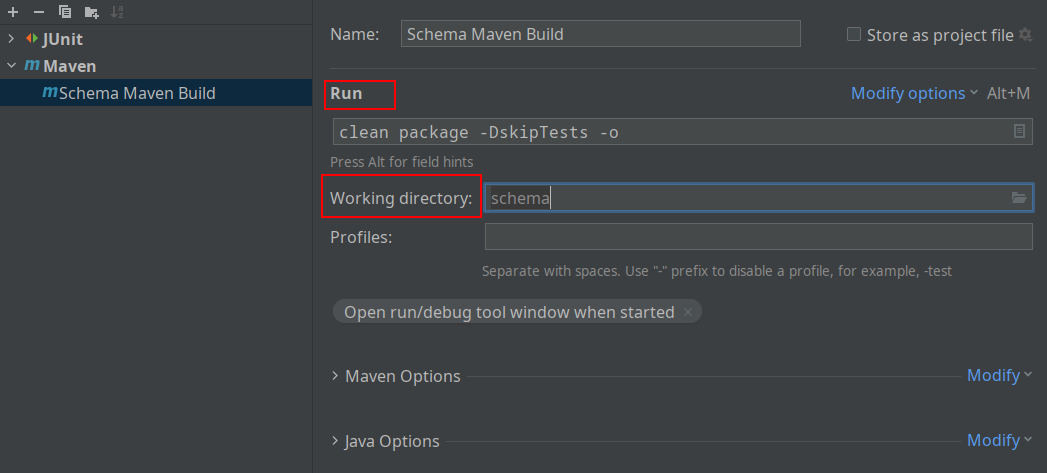 JUnit
Maven
Schema Maven Build
Name: Schema Maven Build Store as project file
Run Modify options Alt+M
clean package -DskipTests -o
Press Alt for field hints
Working directory: schema
Profiles:
Separate with spaces. Use "-" prefix to disable a profile, for example, -test
Open run/debug tool window when started
Maven Options Modify
Java Options Modify